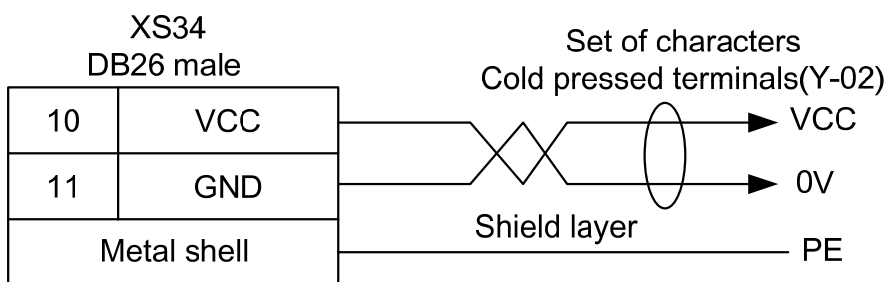 XS34
DB26 male
Set of characters
Cold pressed terminals(Y-02)
10 VCC
VCC
11 GND
0V
Metal shell
Shield layer
PE